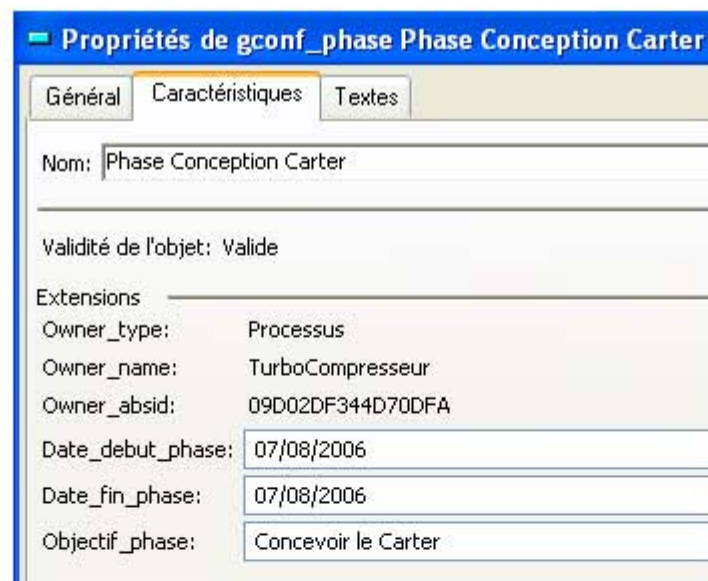 Propriétés de gconf_phase Phase Conception Carter
Général Caractéristiques Textes
Nom: Phase Conception Carter
Validité de l'objet: Valide
Extensions
Owner_type: Processus
Owner_name: TurboCompresseur
Owner_absid: 09D02DF344D70DFA
Date_debut_phase: 07/08/2006
Date_fin_phase: 07/08/2006
Objectif_phase: Concevoir le Carter